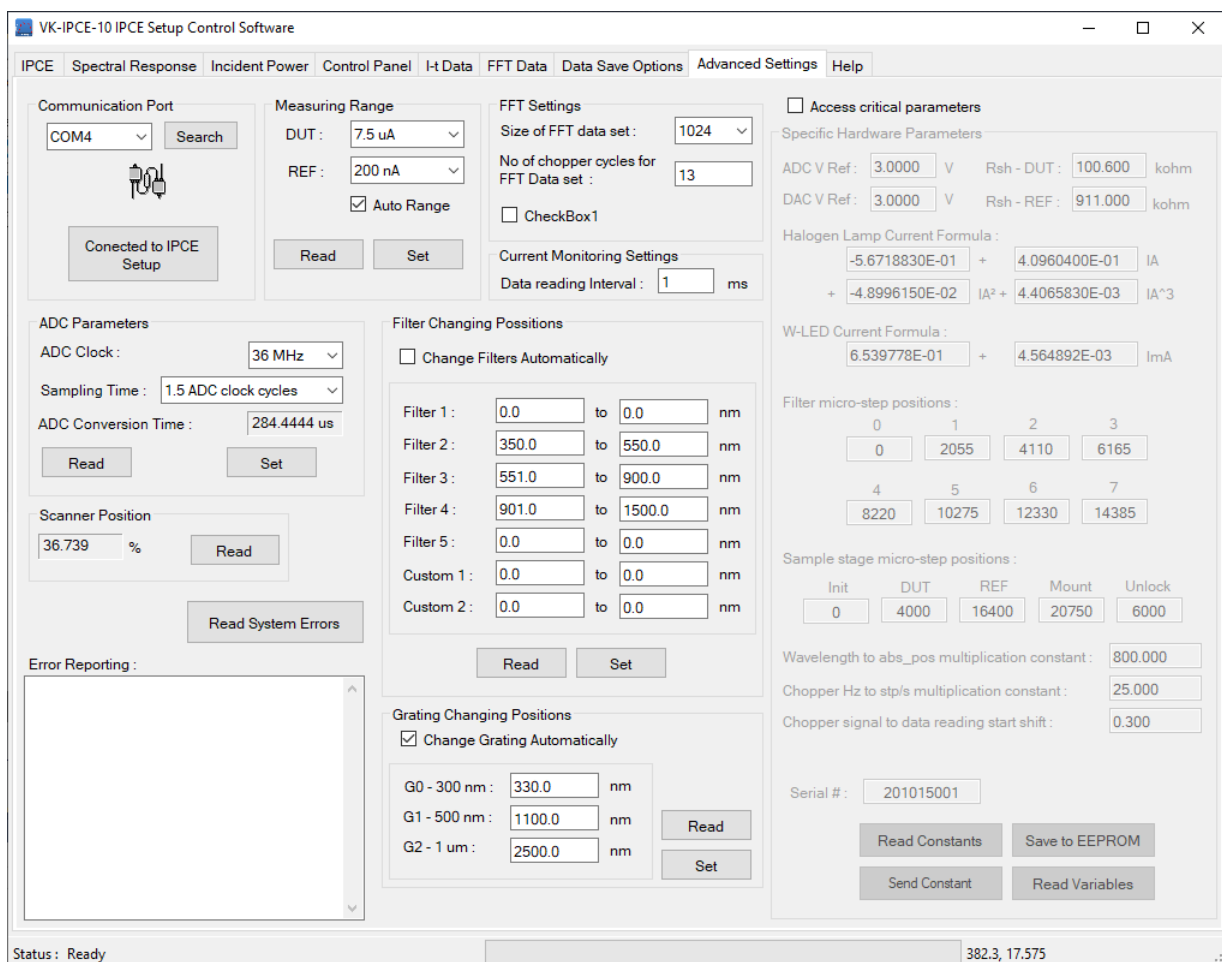 VK-IPCE-10 IPCE Setup Control Software
IPCE Spectral Response Incident Power Control Panel I-t Data FFT Data Data Save Options Advanced Settings Help
Communication Port
COM4 Search
Conected to IPCE
Setup
Measuring Range
DUT : 7.5 uA
REF : 200 nA
Auto Range
Read Set
FFT Settings
Size of FFT data set : 1024
No of chopper cycles for
FFT Data set : 13
CheckBox1
Current Monitoring Settings
Data reading Interval : 1 ms
ADC Parameters
ADC Clock : 36 MHz
Sampling Time : 1.5 ADC clock cycles
ADC Conversion Time : 284.4444 us
Read Set
Scanner Position
36.739 % Read
Read System Errors
Error Reporting :
Filter Changing Possitions
Change Filters Automatically
Filter 1 : 0.0 to 0.0 nm
Filter 2 : 350.0 to 550.0 nm
Filter 3 : 551.0 to 900.0 nm
Filter 4 : 901.0 to 1500.0 nm
Filter 5 : 0.0 to 0.0 nm
Custom 1 : 0.0 to 0.0 nm
Custom 2 : 0.0 to 0.0 nm
Read Set
Grating Changing Positions
Change Grating Automatically
G0 - 300 nm : 330.0 nm
G1 - 500 nm : 1100.0 nm
G2 - 1 um : 2500.0 nm
Read
Set
Access critical parameters
Specific Hardware Parameters
ADC V Ref : 3.0000 V Rsh - DUT : 100.600 kohm
DAC V Ref : 3.0000 V Rsh - REF : 911.000 kohm
Halogen Lamp Current Formula :
-5.6718830E-01 + 4.0960400E-01 IA
+ -4.8996150E-02 IA² + 4.4065830E-03 IA^3
W-LED Current Formula :
6.539778E-01 + 4.564892E-03 ImA
Filter micro-step positions :
0 1 2 3
0 2055 4110 6165
4 5 6 7
8220 10275 12330 14385
Sample stage micro-step positions :
Init DUT REF Mount Unlock
0 4000 16400 20750 6000
Wavelength to abs_pos multiplication constant : 800.000
Chopper Hz to stp/s multiplication constant : 25.000
Chopper signal to data reading start shift : 0.300
Serial # : 201015001
Read Constants Save to EEPROM
Send Constant Read Variables
Status : Ready 382.3, 17.575